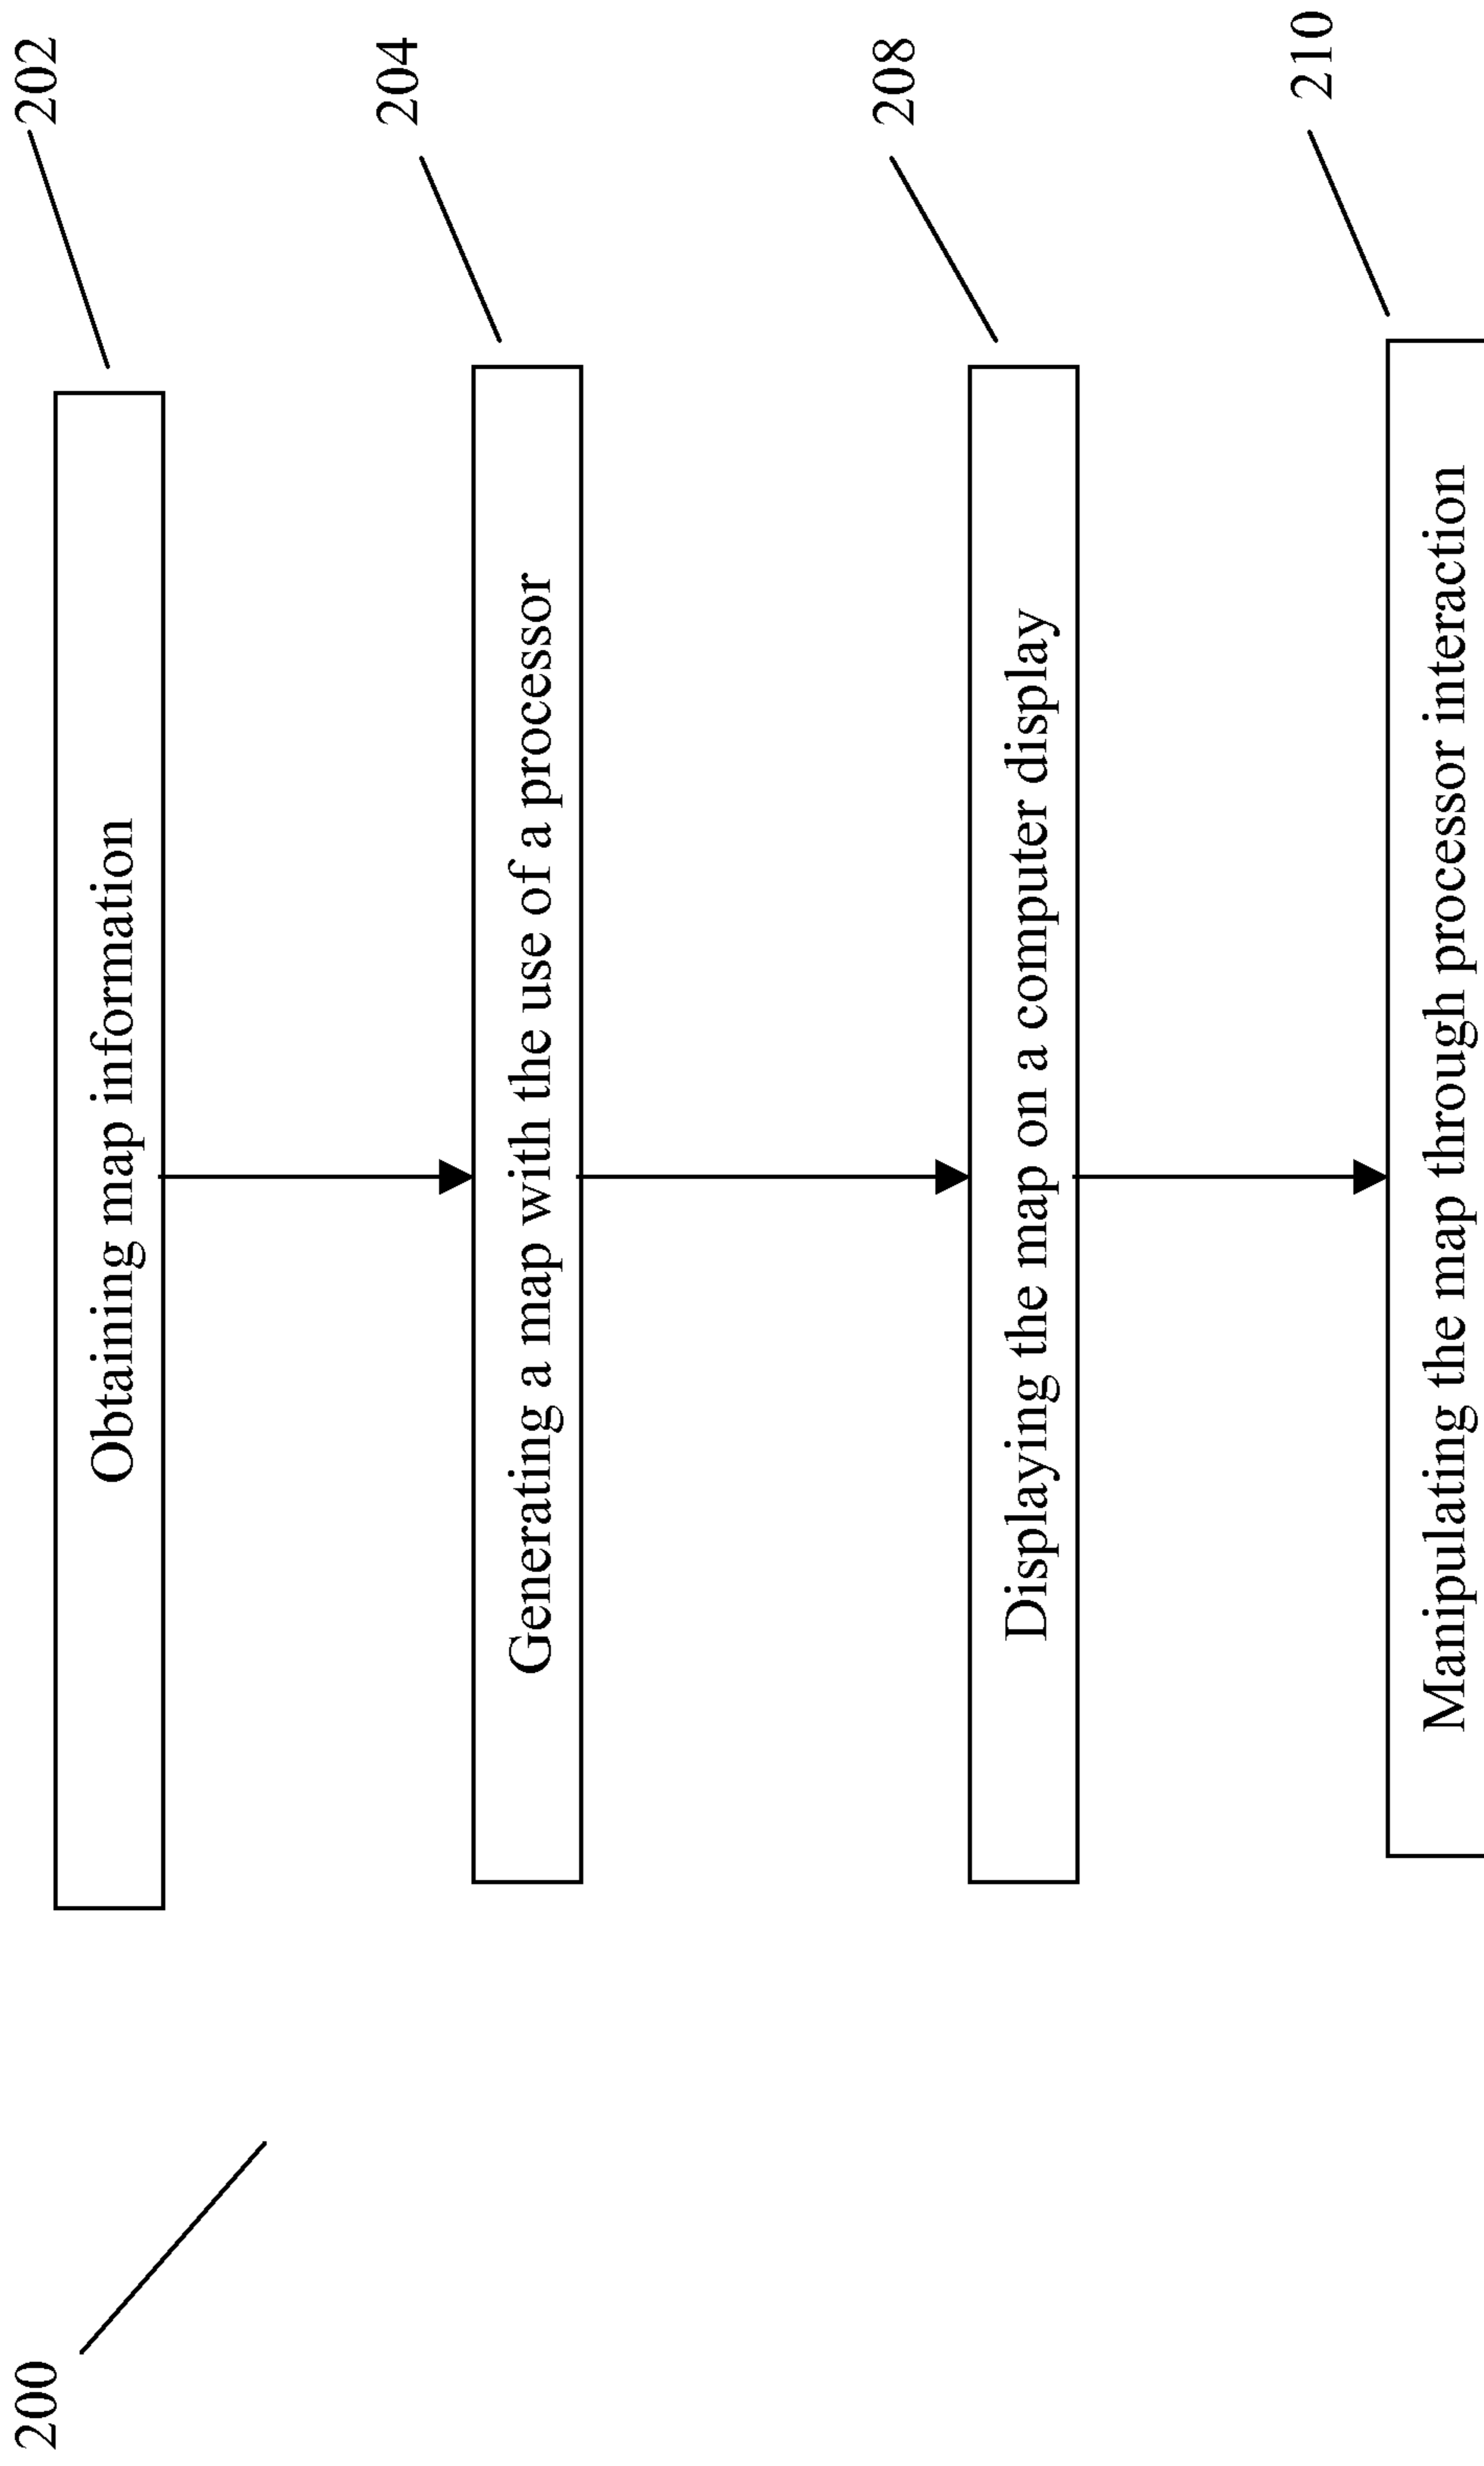 200
202
Obtaining map information
204
Generating a map with the use of a processor
208
Displaying the map on a computer display
210
Manipulating the map through processor interaction